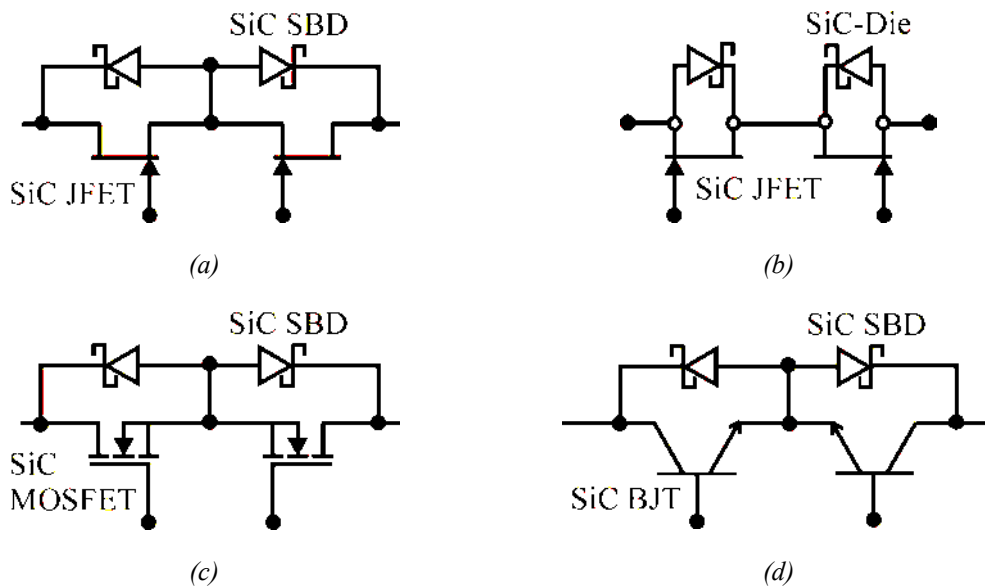 SiC SBD
SiC JFET
(a)
SiC-Die
SiC JFET
(b)
SiC SBD
SiC
MOSFET
(c)
SiC SBD
SiC BJT
(d)